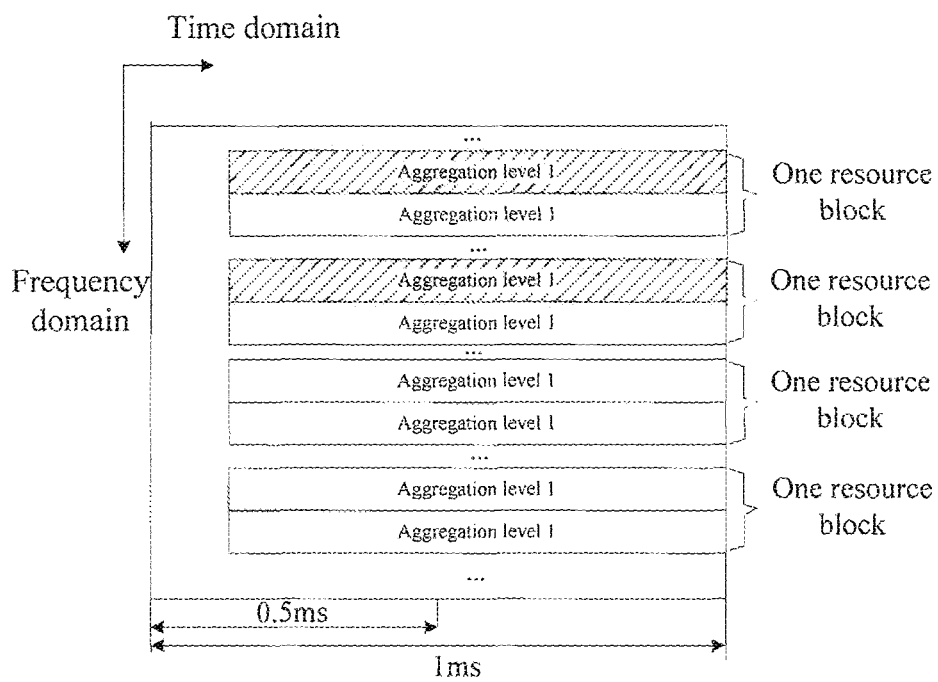 Time domain
...
Aggregation level 1
Aggregation level 1
One resource
block
...
Frequency
domain
Aggregation level 1
Aggregation level 1
One resource
block
...
Aggregation level 1
Aggregation level 1
One resource
block
...
Aggregation level 1
Aggregation level 1
One resource
block
...
0.5ms
1ms